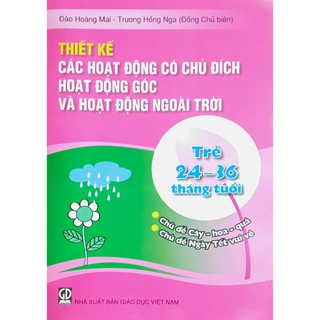 Đào Hoàng Mai - Trương Hồng Nga (Đồng Chủ biên)
THIẾT KẾ
CÁC HOẠT ĐỘNG CÓ CHỦ ĐÍCH
HOẠT ĐỘNG GÓC
VÀ HOẠT ĐỘNG NGOÀI TRỜI
Trẻ
24-36
tháng tuổi
Chủ đề Cây - hoa - quả
Chủ đề Ngày Tết vui vẻ
NHÀ XUẤT BẢN GIÁO DỤC VIỆT NAM